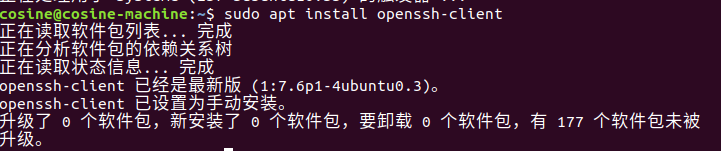 cosine@cosine-machine:~$ sudo apt install openssh-client
正在读取软件包列表... 完成
正在分析软件包的依赖关系树
正在读取状态信息... 完成
openssh-client 已经是最新版 (1:7.6p1-4ubuntu0.3)。
openssh-client 已设置为手动安装。
升级了 0 个软件包，新安装了 0 个软件包，要卸载 0 个软件包，有 177 个软件包未被
升级。